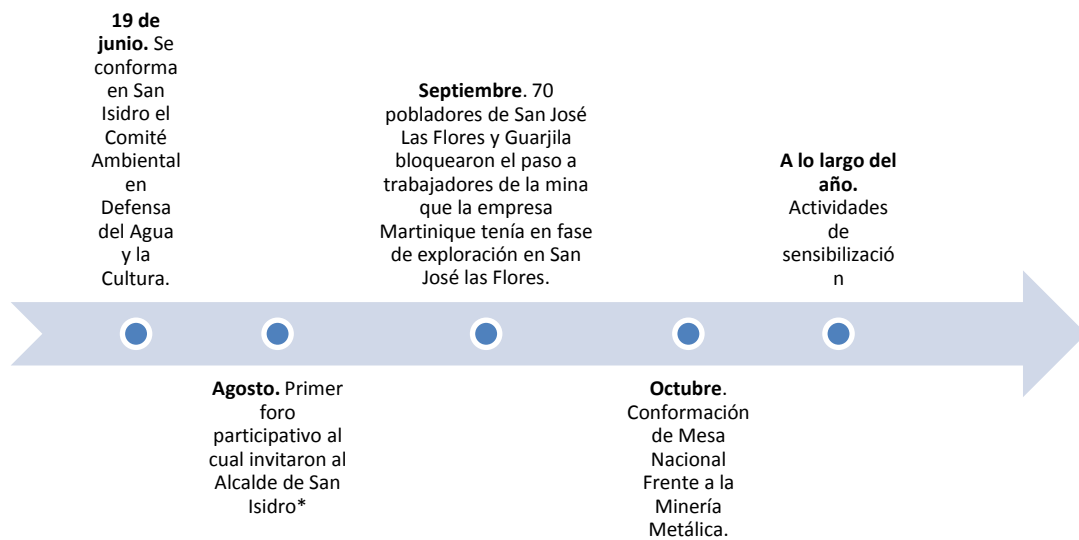 19 de
junio. Se
conforma
en San
Isidro el
Comité
Ambiental
en
Defensa
del Agua
y la
Cultura.
Agosto. Primer
foro
participativo al
cual invitaron al
Alcalde de San
Isidro*
Septiembre. 70
pobladores de San José
Las Flores y Guarjila
bloquearon el paso a
trabajadores de la mina
que la empresa
Martinique tenía en fase
de exploración en San
José las Flores.
Octubre.
Conformación
de Mesa
Nacional
Frente a la
Minería
Metálica.
A lo largo del
año.
Actividades
de
sensibilizació
n